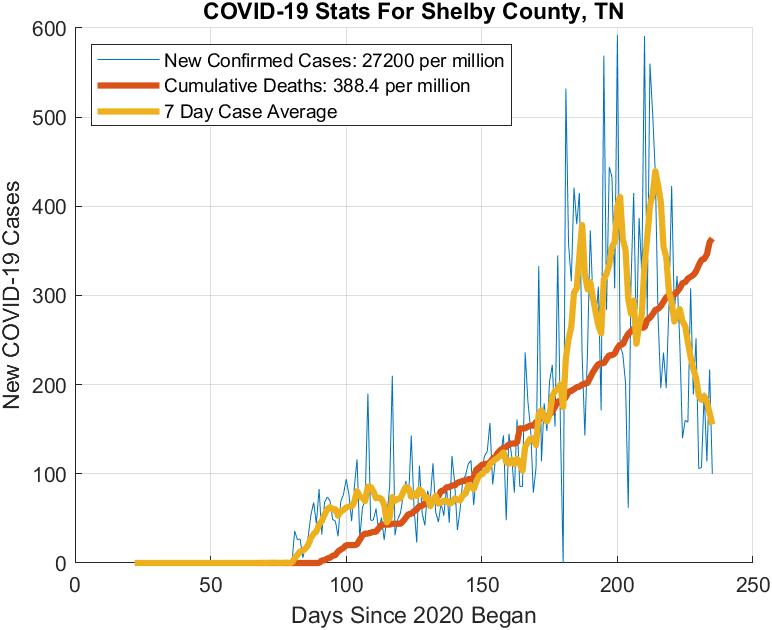 COVID-19 Stats For Shelby County, TN
New Confirmed Cases: 27200 per million
Cumulative Deaths: 388.4 per million
7 Day Case Average
600
500
400
300
200
100
0
New COVID-19 Cases
0 50 100 150 200 250
Days Since 2020 Began